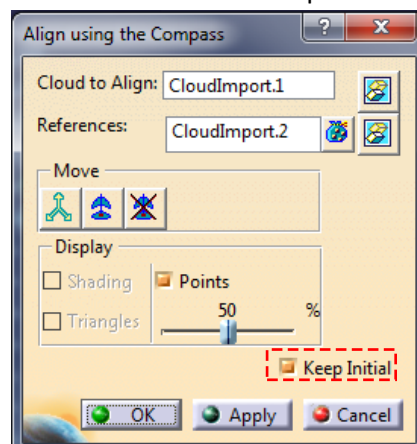 Align using the Compass
? X
Cloud to Align: CloudImport.1
References: CloudImport.2
Move
Display
Shading Points
50 %
Triangles
Keep Initial
OK Apply Cancel